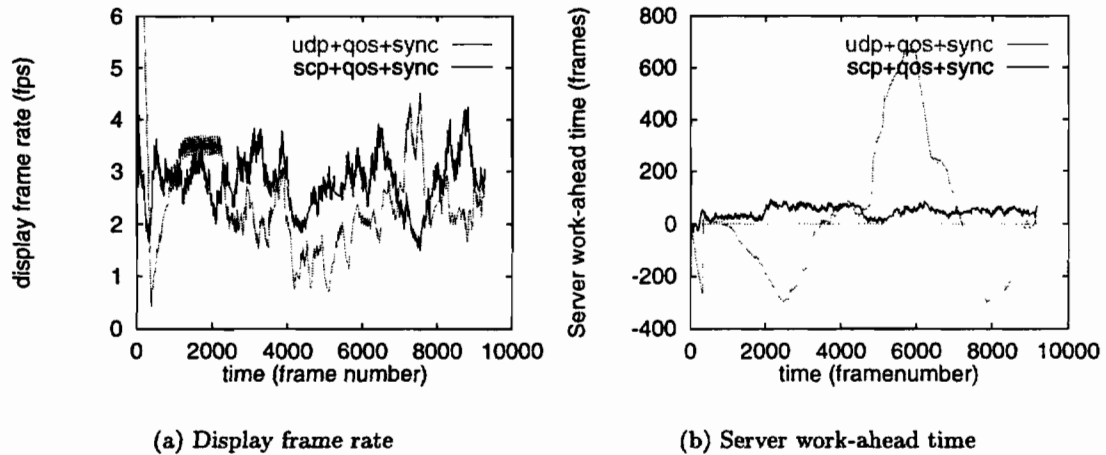 display frame rate (fps)
6
5
4
3
2
1
0
udp+qos+sync
scp+qos+sync
0 2000 4000 6000 8000 10000
time (frame number)
(a) Display frame rate
Server work-ahead time (frames)
800
600
400
200
0
-200
-400
udp+qos+sync
scp+qos+sync
0 2000 4000 6000 8000 10000
time (framenumber)
(b) Server work-ahead time